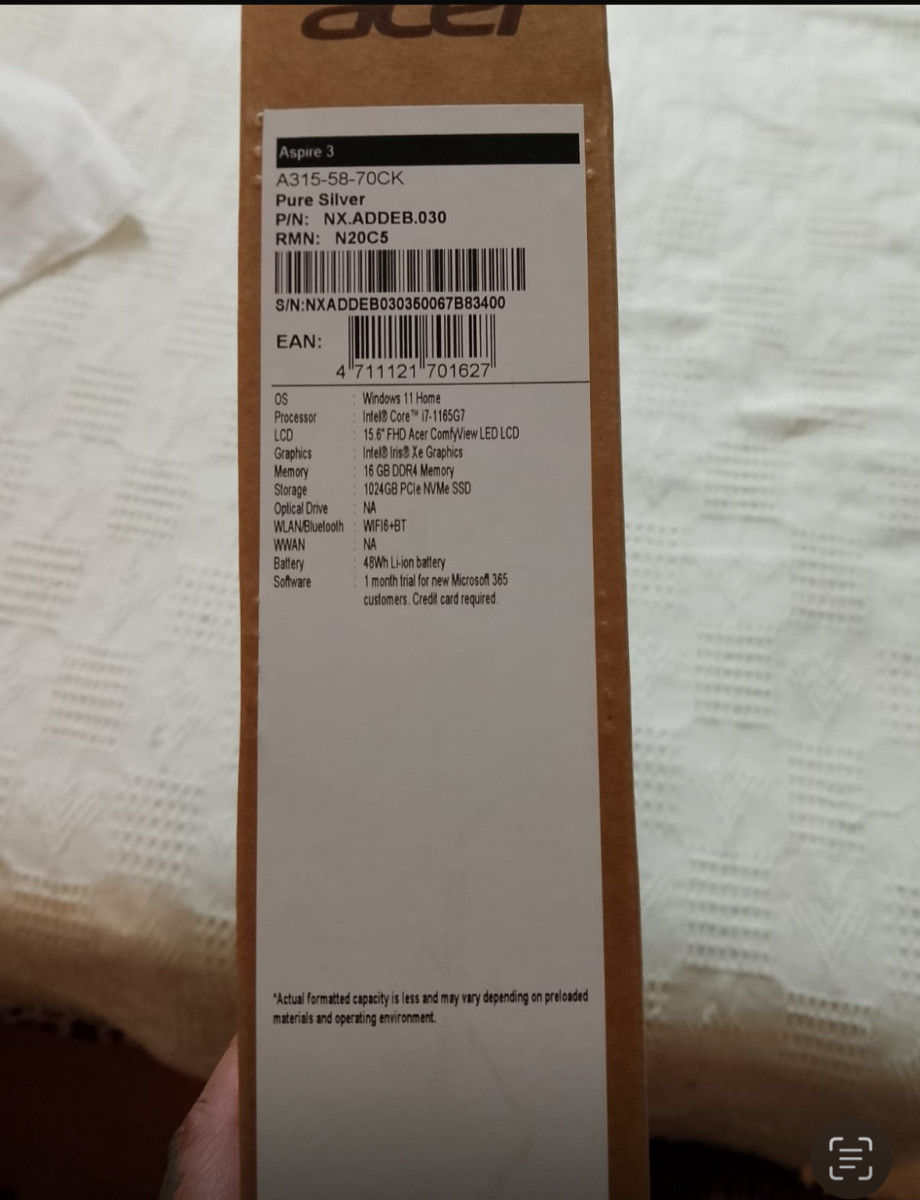 acer
Aspire 3
A315-58-70CK
Pure Silver
P/N: NX.ADDEB.030
RMN: N20C5
S/N:NXADDEB030350067B83400
EAN:
4 711121 701627
OS : Windows 11 Home
Processor : Intel® Core™ i7-1165G7
LCD : 15.6" FHD Acer ComfyView LED LCD
Graphics : Intel® Iris® Xe Graphics
Memory : 16 GB DDR4 Memory
Storage : 1024GB PCIe NVMe SSD
Optical Drive : NA
WLAN/Bluetooth : WIFI6+BT
WWAN : NA
Battery : 48Wh Li-ion battery
Software : 1 month trial for new Microsoft 365
customers. Credit card required.
*Actual formatted capacity is less and may vary depending on preloaded
materials and operating environment.